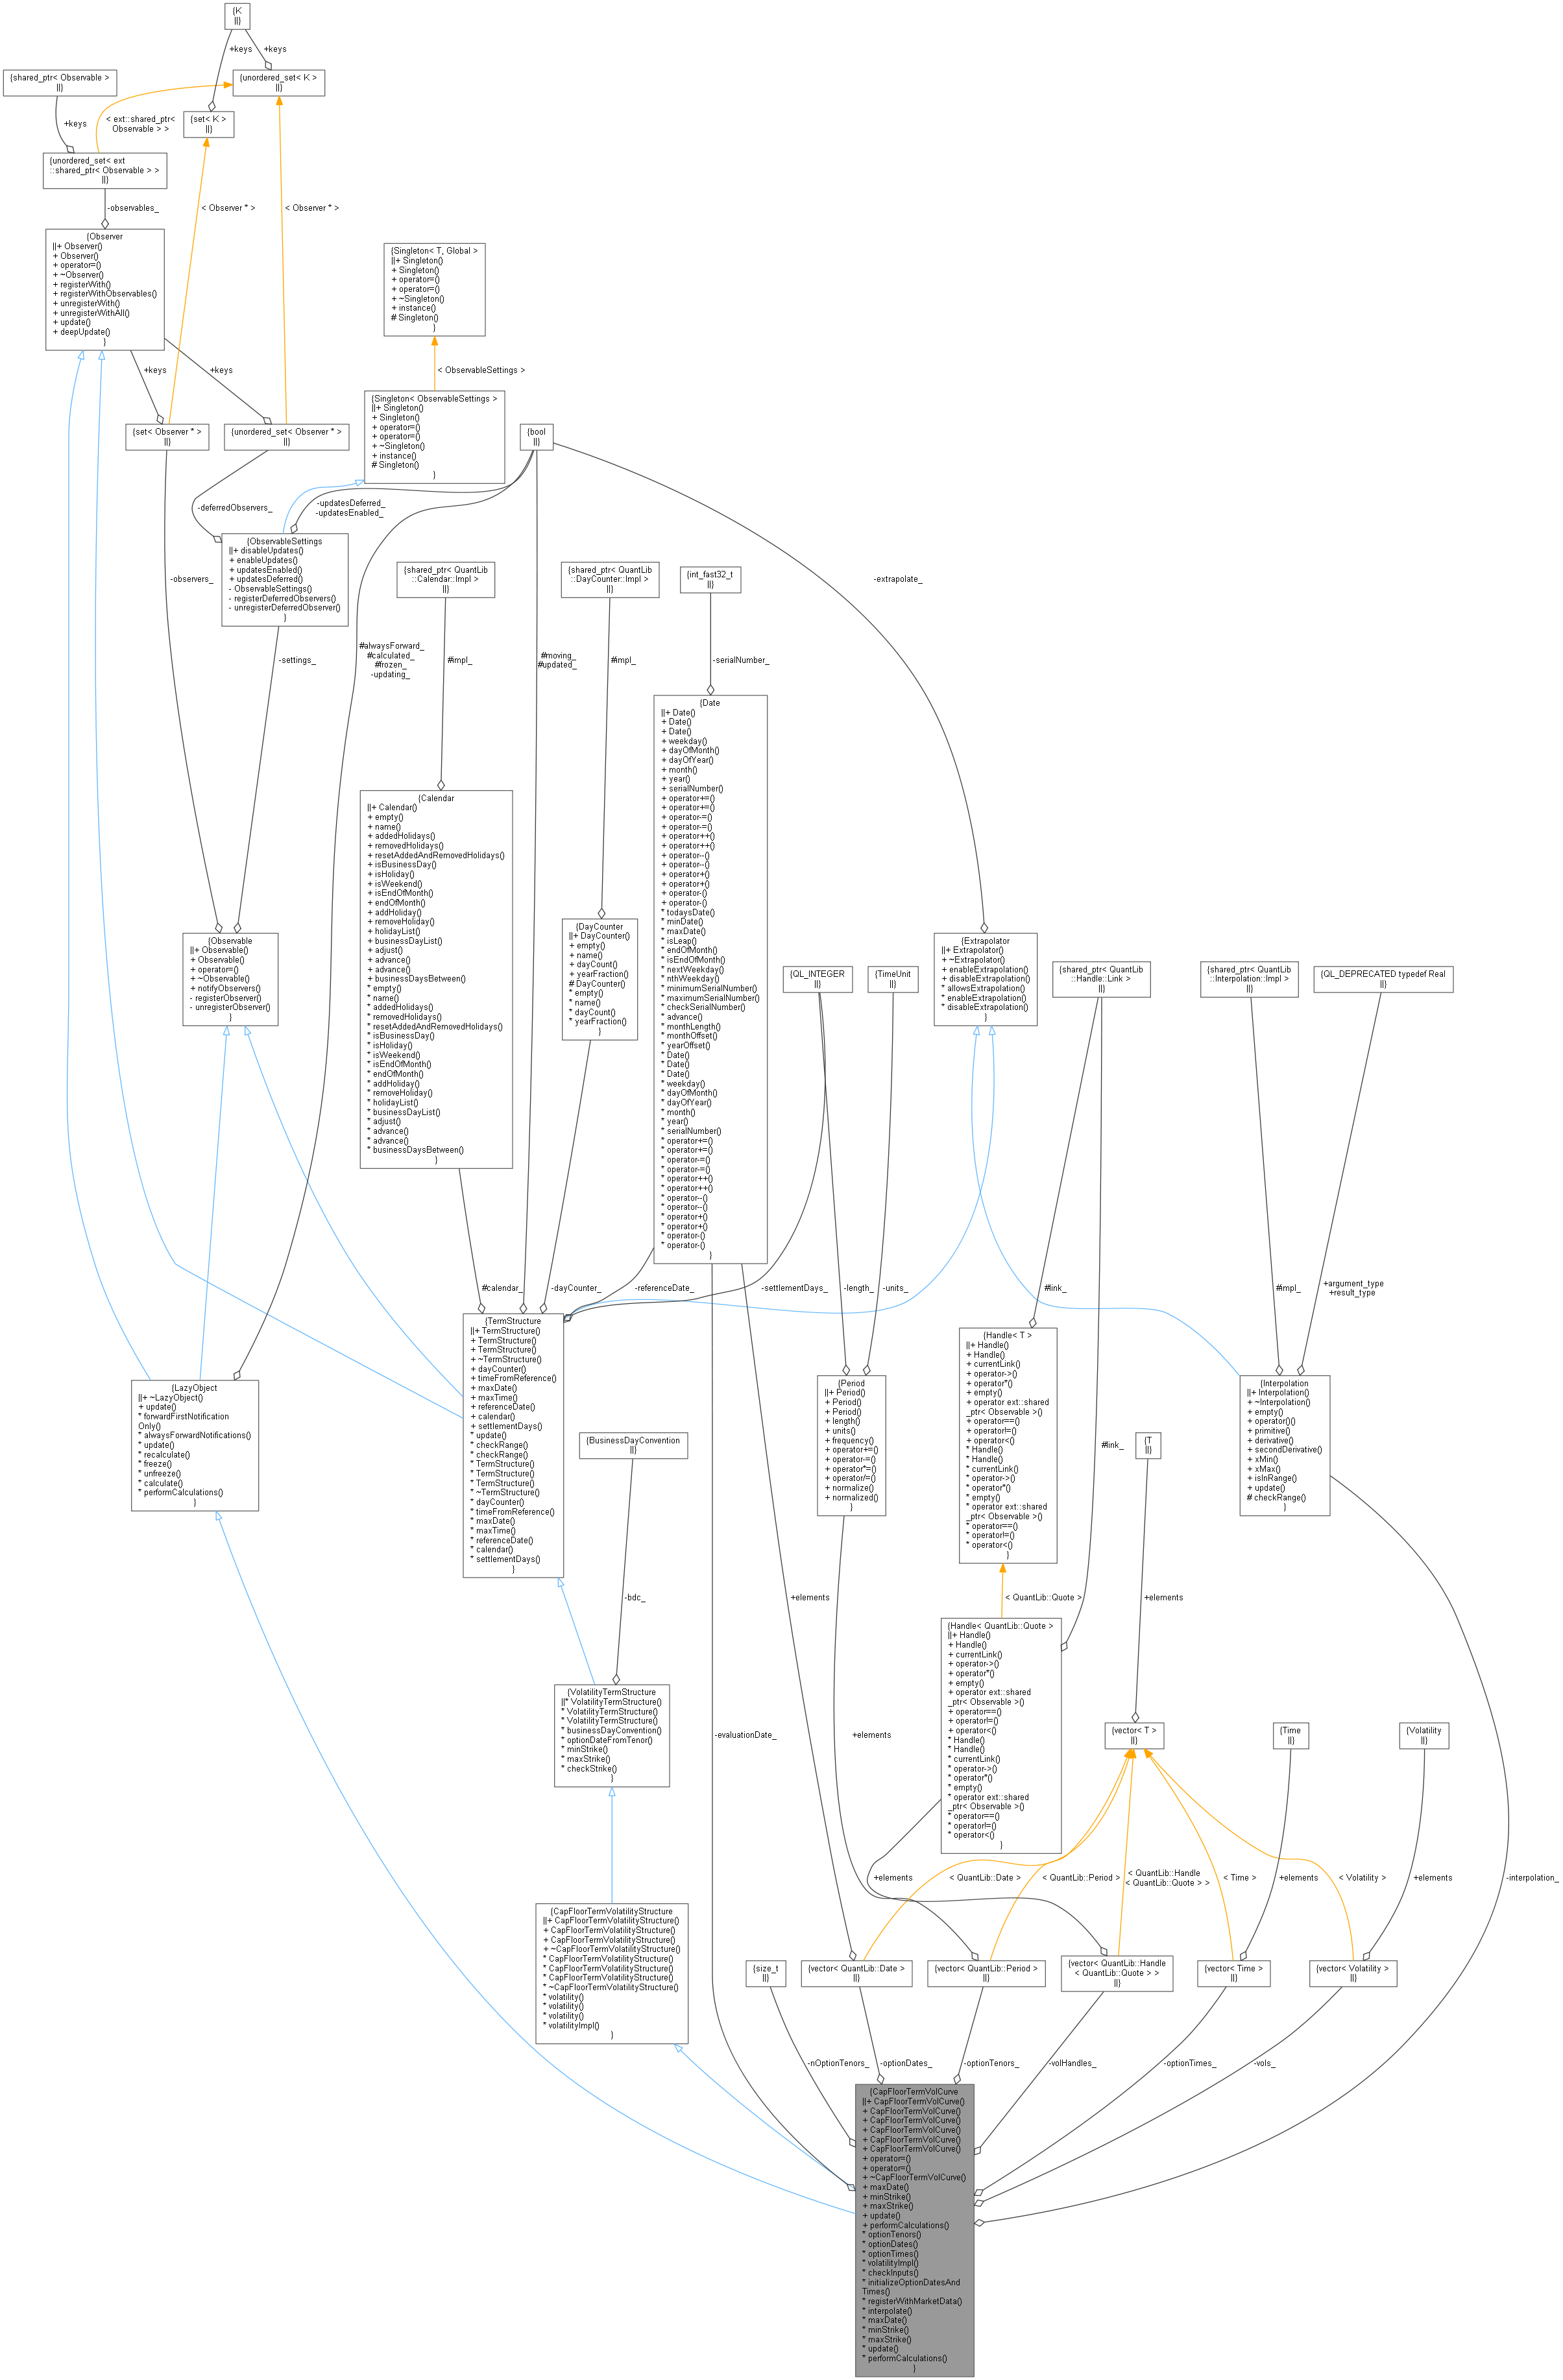 {K
||}
+keys
+keys
{shared_ptr< Observable >
||}
{unordered_set< K >
||}
+keys
< ext::shared_ptr<
Observable > >
{set< K >
||}
{unordered_set< ext
::shared_ptr< Observable > >
||}
-observables_
< Observer * >
< Observer * >
{Observer
||+ Observer()
+ Observer()
+ operator=()
+ ~Observer()
+ registerWith()
+ registerWithObservables()
+ unregisterWith()
+ unregisterWithAll()
+ update()
+ deepUpdate()
}
{Singleton< T, Global >
||+ Singleton()
+ Singleton()
+ operator=()
+ operator=()
+ ~Singleton()
+ instance()
# Singleton()
}
+keys
+keys
< ObservableSettings >
{Singleton< ObservableSettings >
||+ Singleton()
+ Singleton()
+ operator=()
+ operator=()
+ ~Singleton()
+ instance()
# Singleton()
}
{set< Observer * >
||}
{unordered_set< Observer * >
||}
{bool
||}
-deferredObservers_
-updatesDeferred_
-updatesEnabled_
{ObservableSettings
||+ disableUpdates()
+ enableUpdates()
+ updatesEnabled()
+ updatesDeferred()
- ObservableSettings()
- registerDeferredObservers()
- unregisterDeferredObserver()
}
-observers_
{shared_ptr< QuantLib
::Calendar::Impl >
||}
{shared_ptr< QuantLib
::DayCounter::Impl >
||}
{int_fast32_t
||}
-extrapolate_
-settings_
#alwaysForward_
#calculated_
#frozen_
-updating_
#impl_
#moving_
#updated_
#impl_
-serialNumber_
{Date
||+ Date()
+ Date()
+ Date()
+ weekday()
+ dayOfMonth()
+ dayOfYear()
+ month()
+ year()
+ serialNumber()
+ operator+=()
+ operator+=()
+ operator-=()
+ operator-=()
+ operator++()
+ operator++()
+ operator--()
+ operator--()
+ operator+()
+ operator+()
+ operator-()
+ operator-()
* todaysDate()
* minDate()
* maxDate()
* isLeap()
* endOfMonth()
* isEndOfMonth()
* nextWeekday()
* nthWeekday()
* minimumSerialNumber()
* maximumSerialNumber()
* checkSerialNumber()
* advance()
* monthLength()
* monthOffset()
* yearOffset()
* Date()
* Date()
* Date()
* weekday()
* dayOfMonth()
* dayOfYear()
* month()
* year()
* serialNumber()
* operator+=()
* operator+=()
* operator-=()
* operator-=()
* operator++()
* operator++()
* operator--()
* operator--()
* operator+()
* operator+()
* operator-()
* operator-()
}
{Calendar
||+ Calendar()
+ empty()
+ name()
+ addedHolidays()
+ removedHolidays()
+ resetAddedAndRemovedHolidays()
+ isBusinessDay()
+ isHoliday()
+ isWeekend()
+ isEndOfMonth()
+ endOfMonth()
+ addHoliday()
+ removeHoliday()
+ holidayList()
+ businessDayList()
+ adjust()
+ advance()
+ advance()
+ businessDaysBetween()
* empty()
* name()
* addedHolidays()
* removedHolidays()
* resetAddedAndRemovedHolidays()
* isBusinessDay()
* isHoliday()
* isWeekend()
* isEndOfMonth()
* endOfMonth()
* addHoliday()
* removeHoliday()
* holidayList()
* businessDayList()
* adjust()
* advance()
* advance()
* businessDaysBetween()
}
{DayCounter
||+ DayCounter()
+ empty()
+ name()
+ dayCount()
+ yearFraction()
# DayCounter()
* empty()
* name()
* dayCount()
* yearFraction()
}
{Observable
||+ Observable()
+ Observable()
+ operator=()
+ ~Observable()
+ notifyObservers()
- registerObserver()
- unregisterObserver()
}
{QL_INTEGER
||}
{TimeUnit
||}
{Extrapolator
||+ Extrapolator()
+ ~Extrapolator()
+ enableExtrapolation()
+ disableExtrapolation()
* allowsExtrapolation()
* enableExtrapolation()
* disableExtrapolation()
}
{shared_ptr< QuantLib
::Handle::Link >
||}
{shared_ptr< QuantLib
::Interpolation::Impl >
||}
{QL_DEPRECATED typedef Real
||}
#calendar_
-dayCounter_
-referenceDate_
-settlementDays_
-length_
-units_
#link_
#impl_
+argument_type
+result_type
{TermStructure
||+ TermStructure()
+ TermStructure()
+ TermStructure()
+ ~TermStructure()
+ dayCounter()
+ timeFromReference()
+ maxDate()
+ maxTime()
+ referenceDate()
+ calendar()
+ settlementDays()
* update()
* checkRange()
* checkRange()
* TermStructure()
* TermStructure()
* TermStructure()
* ~TermStructure()
* dayCounter()
* timeFromReference()
* maxDate()
* maxTime()
* referenceDate()
* calendar()
* settlementDays()
}
{LazyObject
||+ ~LazyObject()
+ update()
* forwardFirstNotification
Only()
* alwaysForwardNotifications()
* update()
* recalculate()
* freeze()
* unfreeze()
* calculate()
* performCalculations()
}
{Period
||+ Period()
+ Period()
+ Period()
+ length()
+ units()
+ frequency()
+ operator+=()
+ operator-=()
+ operator*=()
+ operator/=()
+ normalize()
+ normalized()
}
{Handle< T >
||+ Handle()
+ Handle()
+ currentLink()
+ operator->()
+ operator*()
+ empty()
+ operator ext::shared
_ptr< Observable >()
+ operator==()
+ operator!=()
+ operator<()
* Handle()
* Handle()
* currentLink()
* operator->()
* operator*()
* empty()
* operator ext::shared
_ptr< Observable >()
* operator==()
* operator!=()
* operator<()
}
{Interpolation
||+ Interpolation()
+ ~Interpolation()
+ empty()
+ operator()()
+ primitive()
+ derivative()
+ secondDerivative()
+ xMin()
+ xMax()
+ isInRange()
+ update()
# checkRange()
}
{BusinessDayConvention
||}
{T
||}
#link_
-bdc_
+elements
< QuantLib::Quote >
+elements
{Handle< QuantLib::Quote >
||+ Handle()
+ Handle()
+ currentLink()
+ operator->()
+ operator*()
+ empty()
+ operator ext::shared
_ptr< Observable >()
+ operator==()
+ operator!=()
+ operator<()
* Handle()
* Handle()
* currentLink()
* operator->()
* operator*()
* empty()
* operator ext::shared
_ptr< Observable >()
* operator==()
* operator!=()
* operator<()
}
{VolatilityTermStructure
||* VolatilityTermStructure()
* VolatilityTermStructure()
* VolatilityTermStructure()
* businessDayConvention()
* optionDateFromTenor()
* minStrike()
* maxStrike()
* checkStrike()
}
-evaluationDate_
+elements
{vector< T >
||}
{Time
||}
{Volatility
||}
+elements
< QuantLib::Date >
< QuantLib::Period >
< QuantLib::Handle
< QuantLib::Quote > >
< Time >
+elements
< Volatility >
+elements
-interpolation_
{CapFloorTermVolatilityStructure
||+ CapFloorTermVolatilityStructure()
+ CapFloorTermVolatilityStructure()
+ CapFloorTermVolatilityStructure()
+ ~CapFloorTermVolatilityStructure()
* CapFloorTermVolatilityStructure()
* CapFloorTermVolatilityStructure()
* CapFloorTermVolatilityStructure()
* ~CapFloorTermVolatilityStructure()
* volatility()
* volatility()
* volatility()
* volatilityImpl()
}
{size_t
||}
{vector< QuantLib::Date >
||}
{vector< QuantLib::Period >
||}
{vector< QuantLib::Handle
< QuantLib::Quote > >
||}
{vector< Time >
||}
{vector< Volatility >
||}
-nOptionTenors_
-optionDates_
-optionTenors_
-volHandles_
-optionTimes_
-vols_
{CapFloorTermVolCurve
||+ CapFloorTermVolCurve()
+ CapFloorTermVolCurve()
+ CapFloorTermVolCurve()
+ CapFloorTermVolCurve()
+ CapFloorTermVolCurve()
+ CapFloorTermVolCurve()
+ operator=()
+ operator=()
+ ~CapFloorTermVolCurve()
+ maxDate()
+ minStrike()
+ maxStrike()
+ update()
+ performCalculations()
* optionTenors()
* optionDates()
* optionTimes()
* volatilityImpl()
* checkInputs()
* initializeOptionDatesAnd
Times()
* registerWithMarketData()
* interpolate()
* maxDate()
* minStrike()
* maxStrike()
* update()
* performCalculations()
}